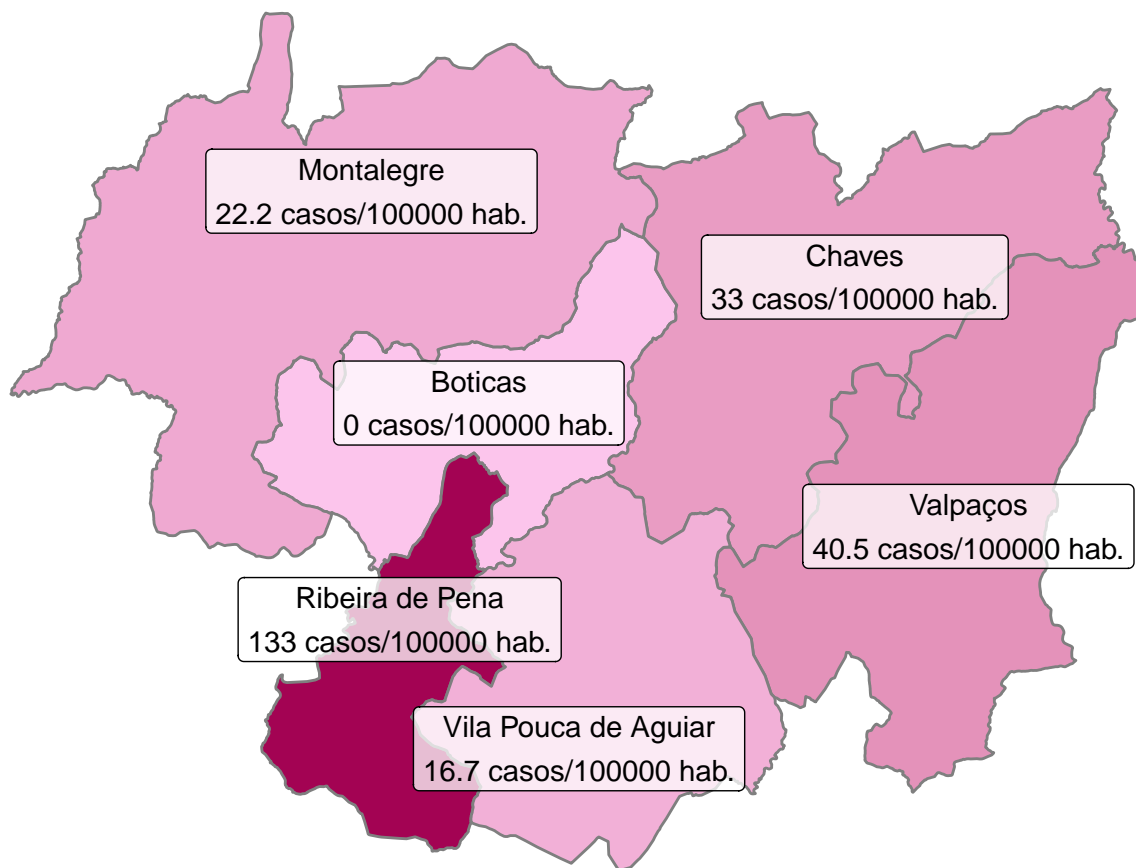 Montalegre
22.2 casos/100000 hab.
Chaves
33 casos/100000 hab.
Boticas
0 casos/100000 hab.
Valpaços
40.5 casos/100000 hab.
Ribeira de Pena
133 casos/100000 hab.
Vila Pouca de Aguiar
16.7 casos/100000 hab.